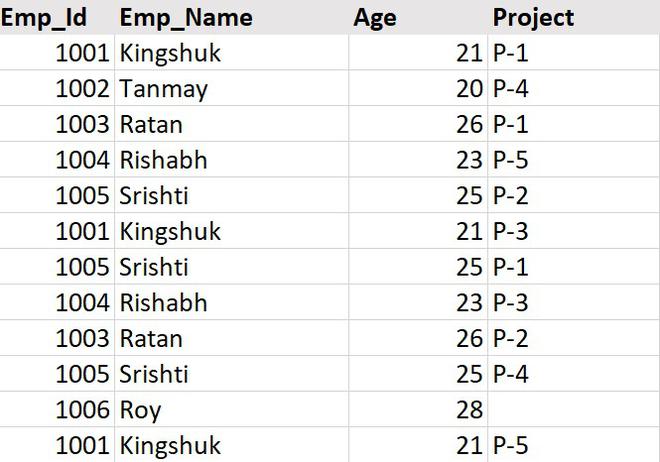 Emp_Id Emp_Name Age Project
1001 Kingshuk 21 P-1
1002 Tanmay 20 P-4
1003 Ratan 26 P-1
1004 Rishabh 23 P-5
1005 Srishti 25 P-2
1001 Kingshuk 21 P-3
1005 Srishti 25 P-1
1004 Rishabh 23 P-3
1003 Ratan 26 P-2
1005 Srishti 25 P-4
1006 Roy 28
1001 Kingshuk 21 P-5